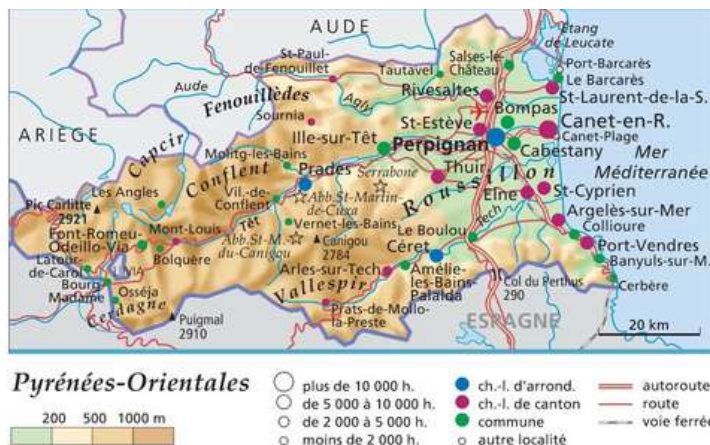 AUDE
Étang
de Leucate
St-Paul-
de-Fenouillet
Salses-le-
Château
Port-Barcarès
Tautavel
Le Barcarès
Aude
Fenouillèdes
Agly
Rivesaltes
St-Laurent-de-la-S.
ARIÈGE
Capcir
Sournia
Bompas
St-Estève
Canet-en-R.
Ille-sur-Têt
Perpignan
Canet-Plage
Molitg-les-Bains
Cabestany
Mer
Méditerranée
Conflent
Prades
Serrabone
Thuir
Roussillon
Les Angles
Pic Carlitte
2921
Vil.-de-
Conflent
Abb. St-Martin-
de-Cuxa
Elne
St-Cyprien
Têt
Tech
Mont-Louis
Vernet-les-Bains
Argelès-sur-Mer
Font-Romeu-
Odeillo-Via
Abb. St-M.
du-Canigou
Canigou
2784
Le Boulou
Collioure
Latour-
de-Carol
Bolquère
Céret
Port-Vendres
LLIVIA
Banyuls-sur-M.
Bourg-
Madame
Osséja
Arles-sur-Tech
Amélie-
les-Bains-
Palalda
Col du Perthus
290
Cerbère
Cerdagne
Vallespir
Prats-de-Mollo-
la-Preste
Puigmal
2910
ESPAGNE
20 km
Pyrénées-Orientales
200 500 1000 m
plus de 10 000 h.
de 5 000 à 10 000 h.
de 2 000 à 5 000 h.
moins de 2 000 h.
ch.-l. d'arrond.
ch.-l. de canton
commune
autre localité
autoroute
route
voie ferrée